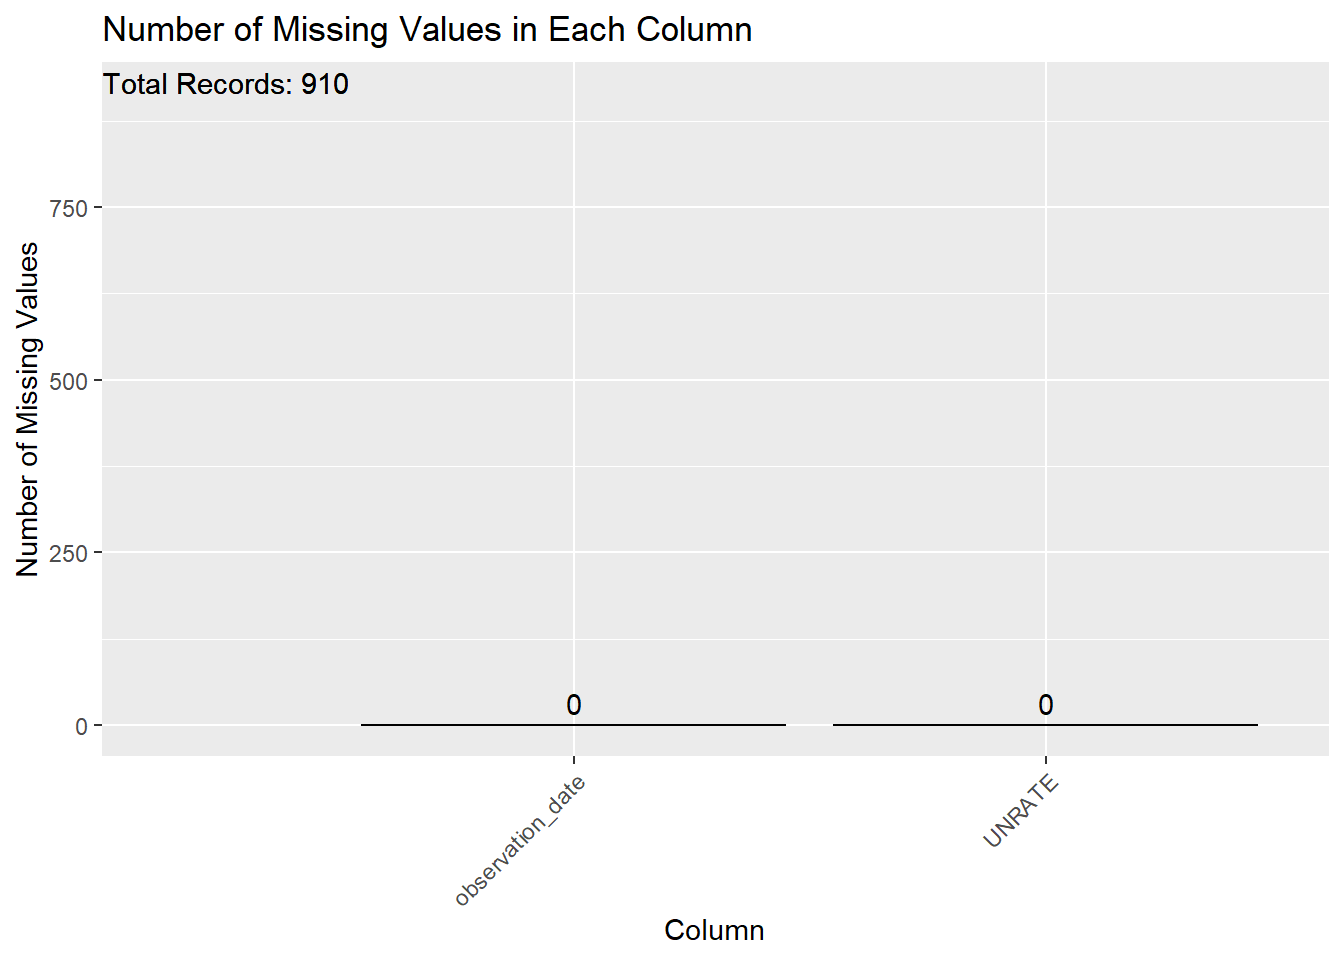 Number of Missing Values in Each Column
Total Records: 910
Number of Missing Values
750
500
250
0
0
0
observation_date
UNRATE
Column